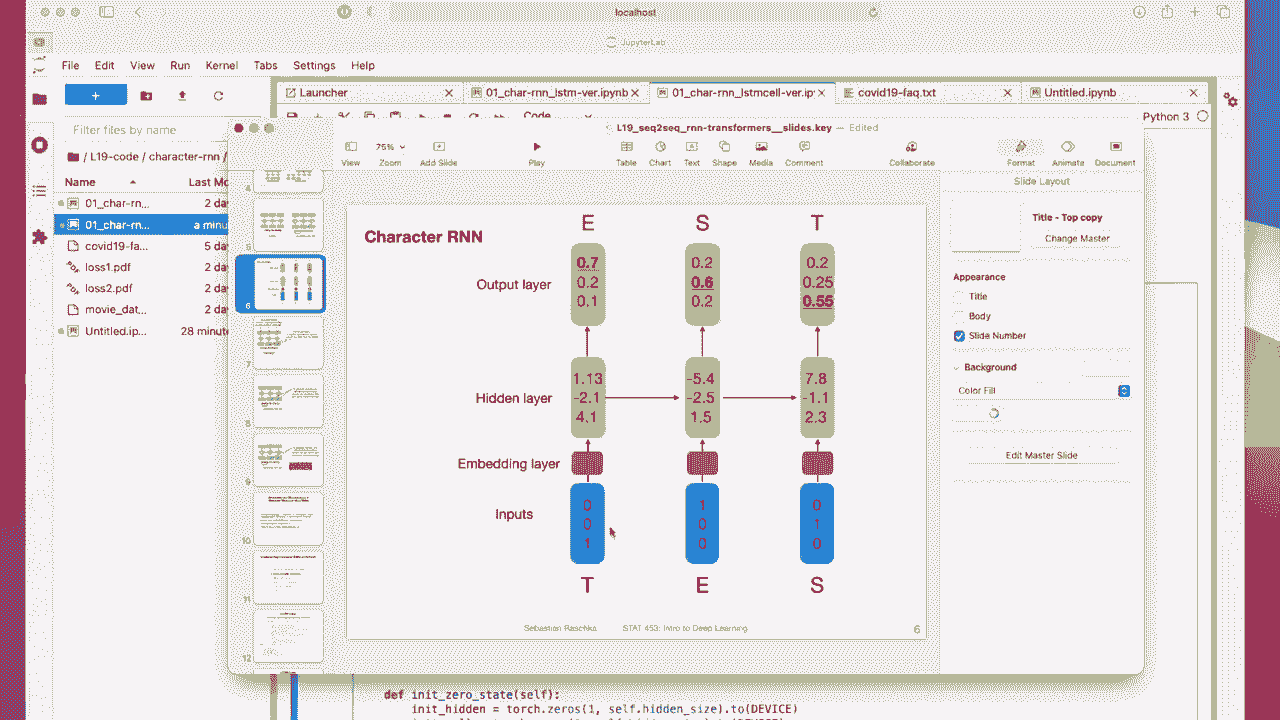 localhost
JupyterLab
File Edit View Run Kernel Tabs Settings Help
Launcher
01_char-rnn_lstm-ver.ipynb
01_char-rnn_lstmcell-ver.ip
covid19-faq.txt
Untitled.ipynb
Code
Python 3
Filter files by name
/ L19-code / character-rnn /
Name
Last Mo
01_char-rn... 2 da
01_char-rn... a minu
covid19-fa... 5 da
loss1.pdf 2 da
loss2.pdf 2 da
movie_dat... 2 da
Untitled.ip... 28 minut
L19_seq2seq_rnn-transformers__slides.key — Edited
75%
View Zoom Add Slide Play Table Chart Text Shape Media Comment Collaborate Format Animate Document
4
5
6
7
8
9
10
11
12
Character RNN
E S T
Output layer
0.7 0.2 0.2
0.2 0.6 0.25
0.1 0.2 0.55
Hidden layer
1.13 -5.4 7.8
-2.1 -2.5 -1.1
4.1 1.5 2.3
Embedding layer
Inputs
0 1 0
0 0 1
1 0 0
T E S
Sebastian Raschka STAT 453: Intro to Deep Learning 6
Slide Layout
Title - Top copy
Change Master
Appearance
Title
Body
Slide Number
Background
Color Fill
Edit Master Slide
def init_zero_state(self):
init_hidden = torch.zeros(1, self.hidden_size).to(DEVICE)